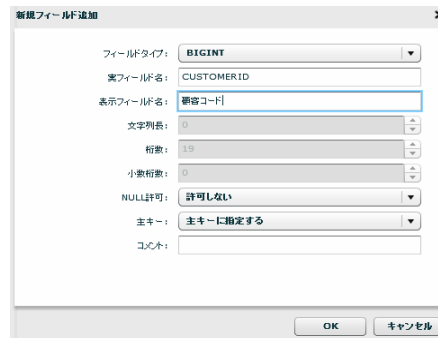 新規フィールド追加
フィールドタイプ: BIGINT
実フィールド名: CUSTOMERID
表示フィールド名: 顧客コード
文字列長: 0
桁数: 19
小数桁数: 0
NULL許可: 許可しない
主キー: 主キーに指定する
コメント:
OK キャンセル